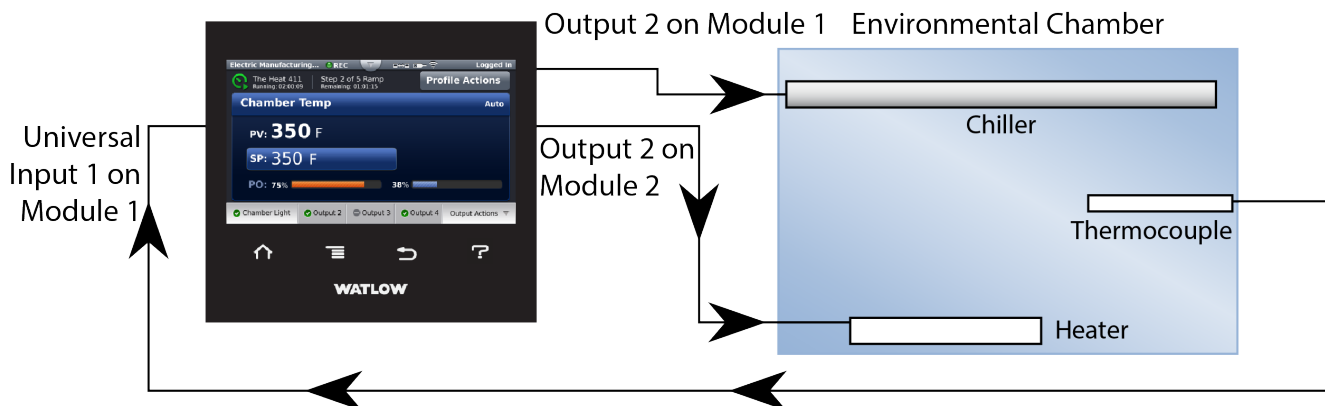 Output 2 on Module 1
Environmental Chamber
Electric Manufacturing... REC Logged in
The Heat 411
Running: 02:00:09
Step 2 of 5 Ramp
Remaining: 01:01:15
Profile Actions
Chamber Temp Auto
PV: 350 F
SP: 350 F
PO: 75% 38%
Chamber Light Output 2 Output 3 Output 4 Output Actions
WATLOW
Universal
Input 1 on
Module 1
Output 2 on
Module 2
Chiller
Thermocouple
Heater